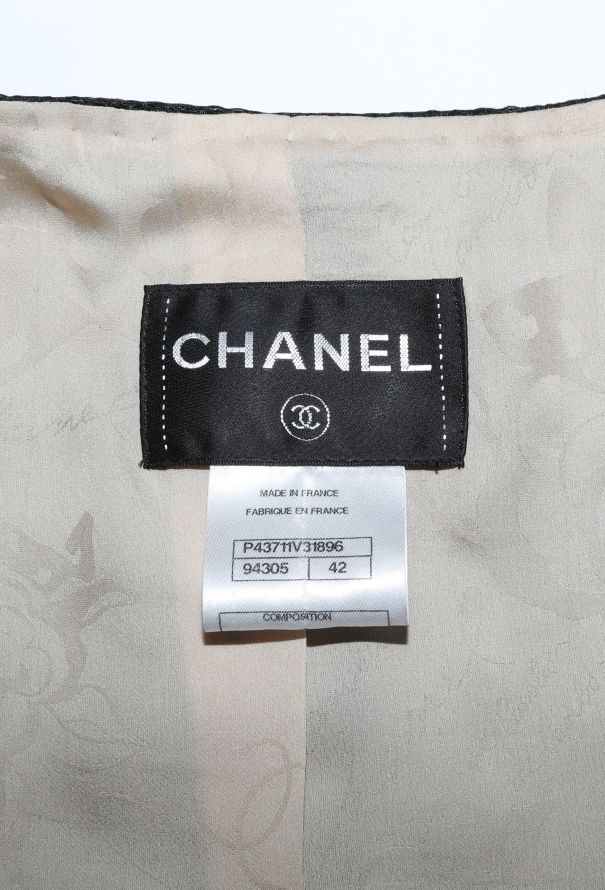 CHANEL
MADE IN FRANCE
FABRIQUE EN FRANCE
P43711V31896
94305 42
COMPOSITION